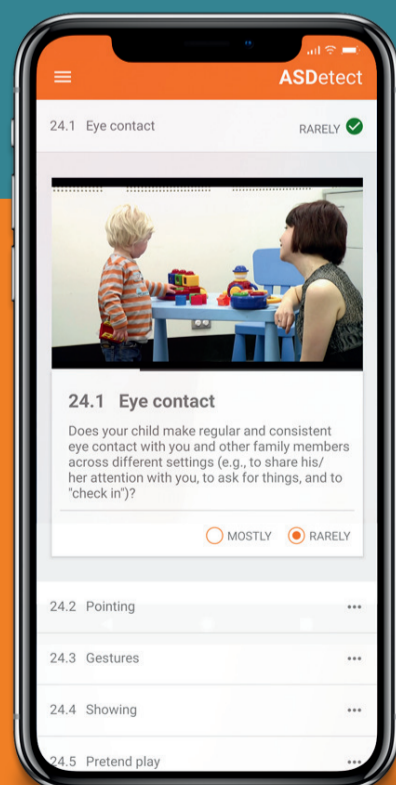 ASDetect
24.1 Eye contact RARELY
24.1 Eye contact
Does your child make regular and consistent
eye contact with you and other family members
across different settings (e.g., to share his/
her attention with you, to ask for things, and to
"check in")?
MOSTLY RARELY
24.2 Pointing
24.3 Gestures
24.4 Showing
24.5 Pretend play